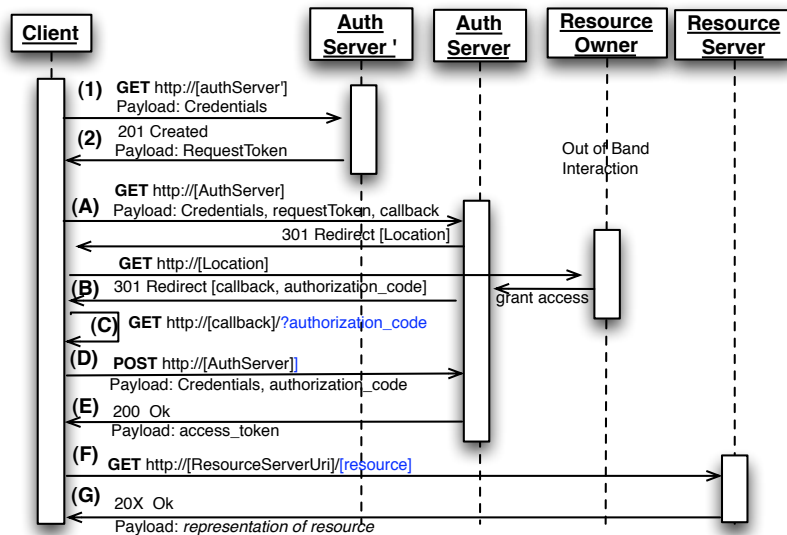 Client
Auth
Server '
Auth
Server
Resource
Owner
Resource
Server
(1) GET http://[authServer']
Payload: Credentials
(2) 201 Created
Payload: RequestToken
Out of Band
Interaction
GET http://[AuthServer]
(A) Payload: Credentials, requestToken, callback
301 Redirect [Location]
GET http://[Location]
(B) 301 Redirect [callback, authorization_code]
grant access
(C) GET http://[callback]/?authorization_code
(D) POST http://[AuthServer]]
Payload: Credentials, authorization_code
(E) 200 Ok
Payload: access_token
(F) GET http://[ResourceServerUri]/[resource]
(G) 20X Ok
Payload: representation of resource